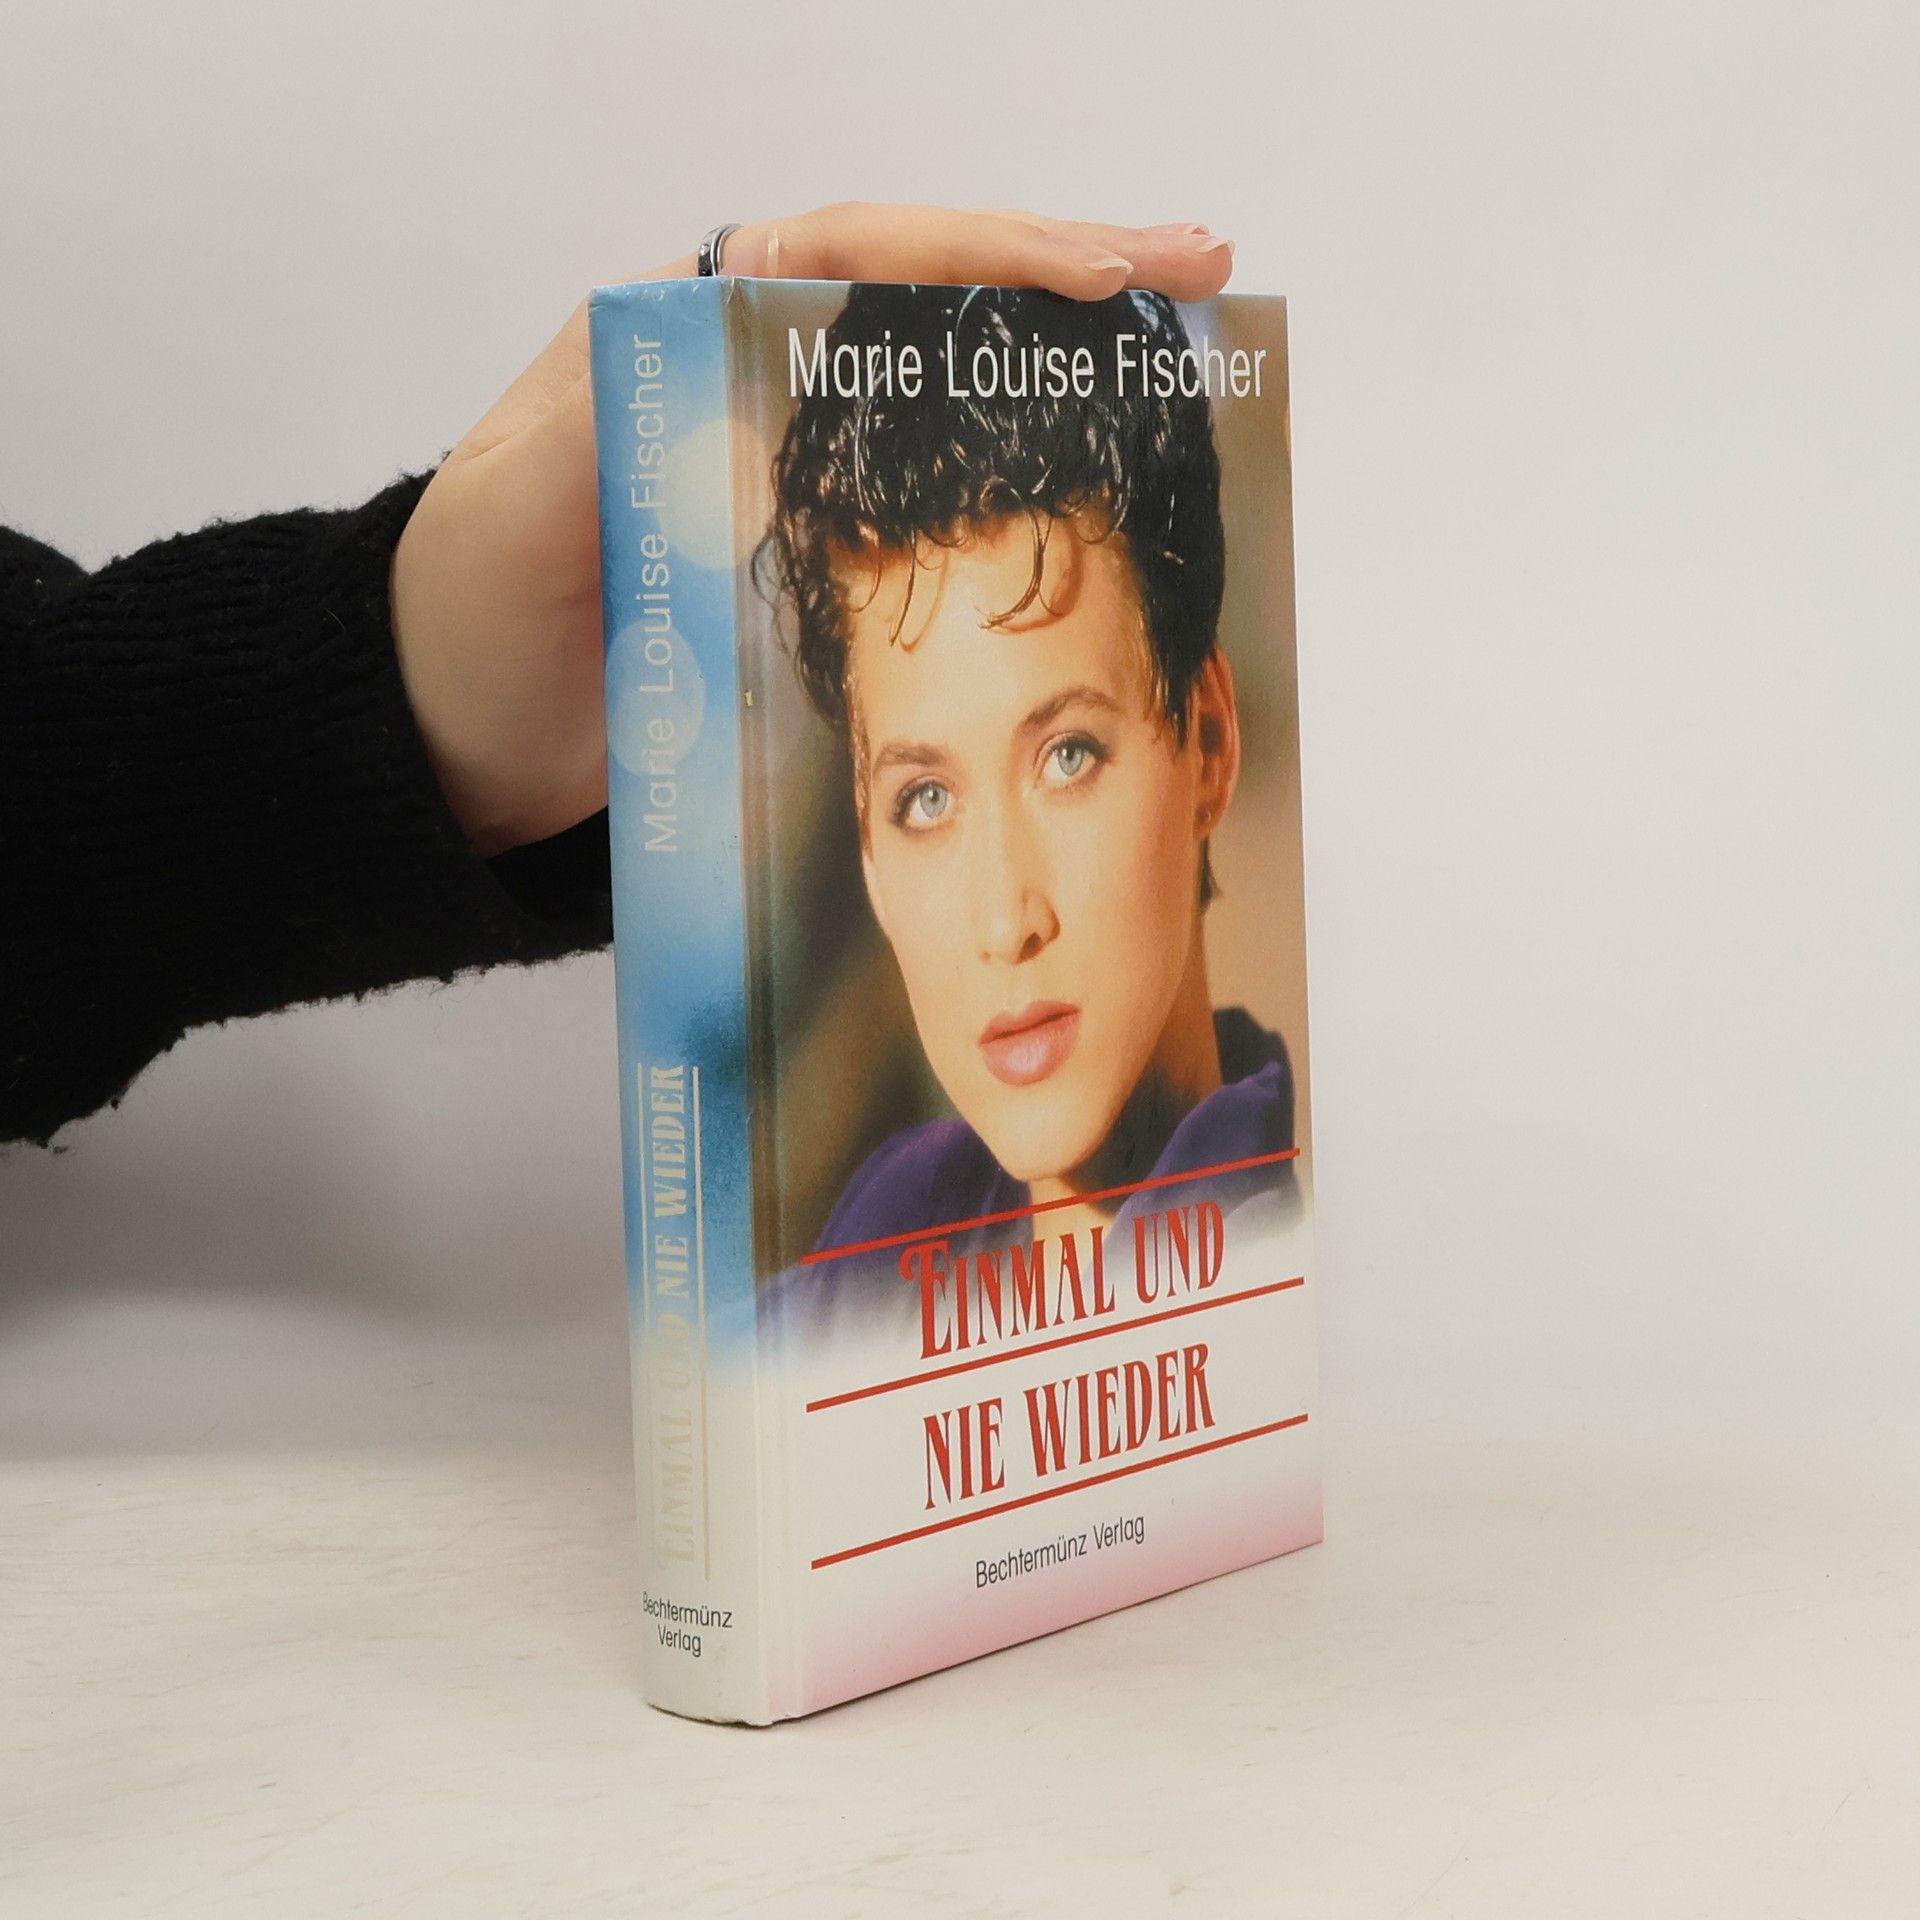 Marie Louise Fischer
EINMAL UND
NIE WIEDER
Bechtermünz Verlag
Marie Louise Fischer
EINMAL UND NIE WIEDER
Bechtermünz
Verlag